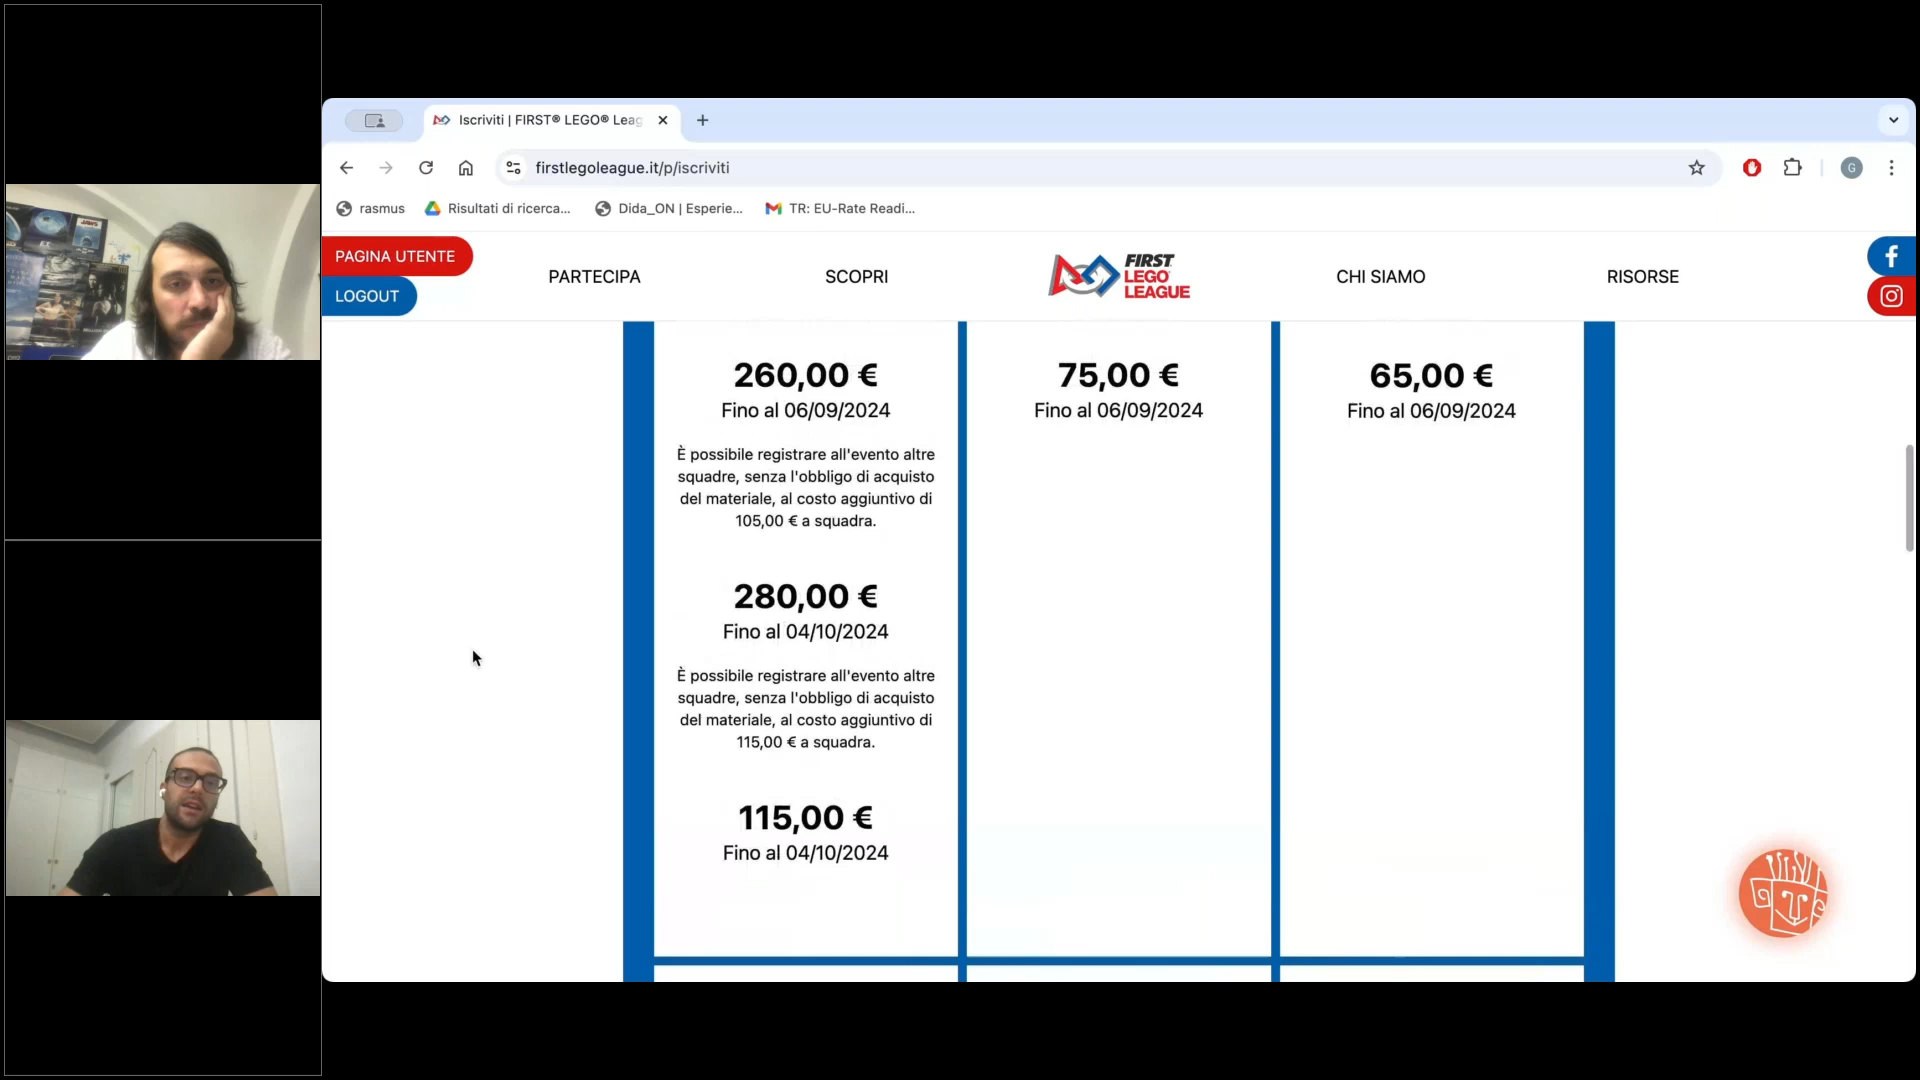 Iscriviti | FIRST® LEGO® Leag
firstlegoleague.it/p/iscriviti
G
rasmus
Risultati di ricerca...
Dida_ON | Esperie...
TR: EU-Rate Readi...
PAGINA UTENTE
LOGOUT
PARTECIPA
SCOPRI
FIRST
LEGO
LEAGUE
CHI SIAMO
RISORSE
260,00 €
Fino al 06/09/2024
È possibile registrare all'evento altre
squadre, senza l'obbligo di acquisto
del materiale, al costo aggiuntivo di
105,00 € a squadra.
280,00 €
Fino al 04/10/2024
È possibile registrare all'evento altre
squadre, senza l'obbligo di acquisto
del materiale, al costo aggiuntivo di
115,00 € a squadra.
115,00 €
Fino al 04/10/2024
75,00 €
Fino al 06/09/2024
65,00 €
Fino al 06/09/2024